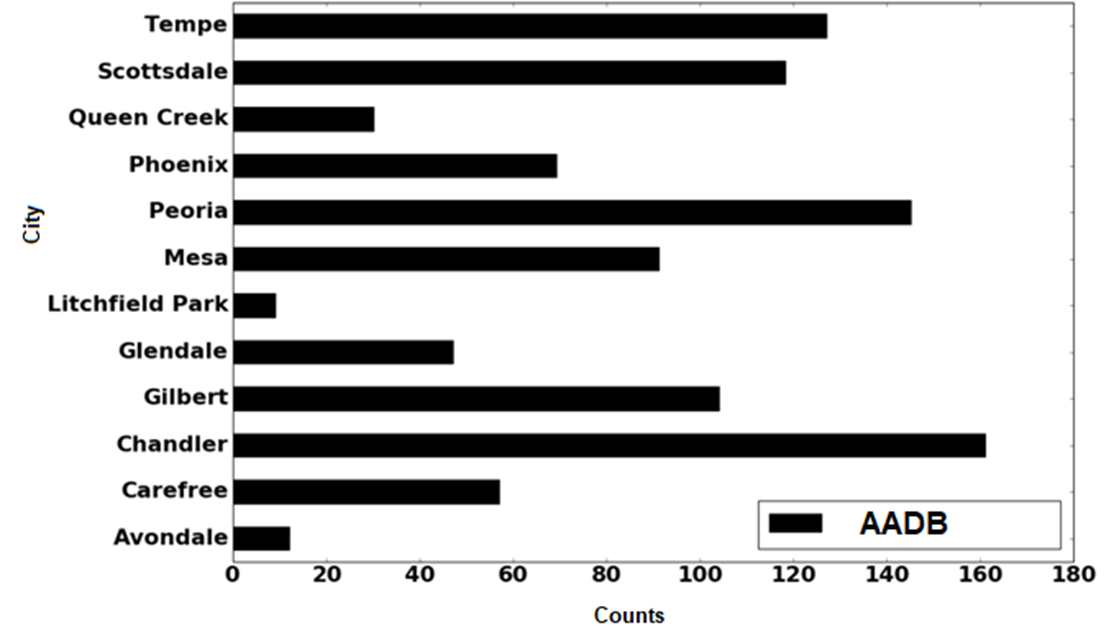 Tempe
Scottsdale
Queen Creek
Phoenix
Peoria
Mesa
Litchfield Park
Glendale
Gilbert
Chandler
Carefree
Avondale
City
AADB
0 20 40 60 80 100 120 140 160 180
Counts